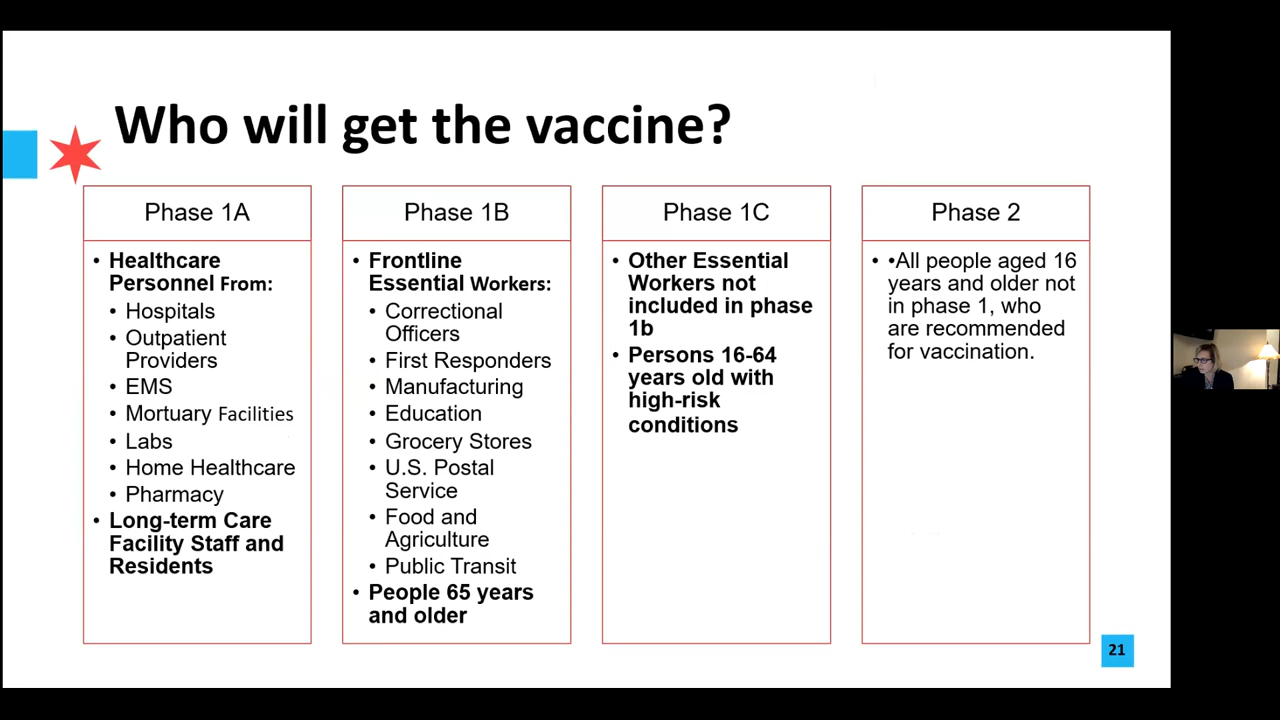 Who will get the vaccine?
Phase 1A
• Healthcare
Personnel From:
• Hospitals
• Outpatient
Providers
• EMS
• Mortuary Facilities
• Labs
• Home Healthcare
• Pharmacy
• Long-term Care
Facility Staff and
Residents
Phase 1B
• Frontline
Essential Workers:
• Correctional
Officers
• First Responders
• Manufacturing
• Education
• Grocery Stores
• U.S. Postal
Service
• Food and
Agriculture
• Public Transit
• People 65 years
and older
Phase 1C
• Other Essential
Workers not
included in phase
1b
• Persons 16-64
years old with
high-risk
conditions
Phase 2
• •All people aged 16
years and older not
in phase 1, who
are recommended
for vaccination.
21